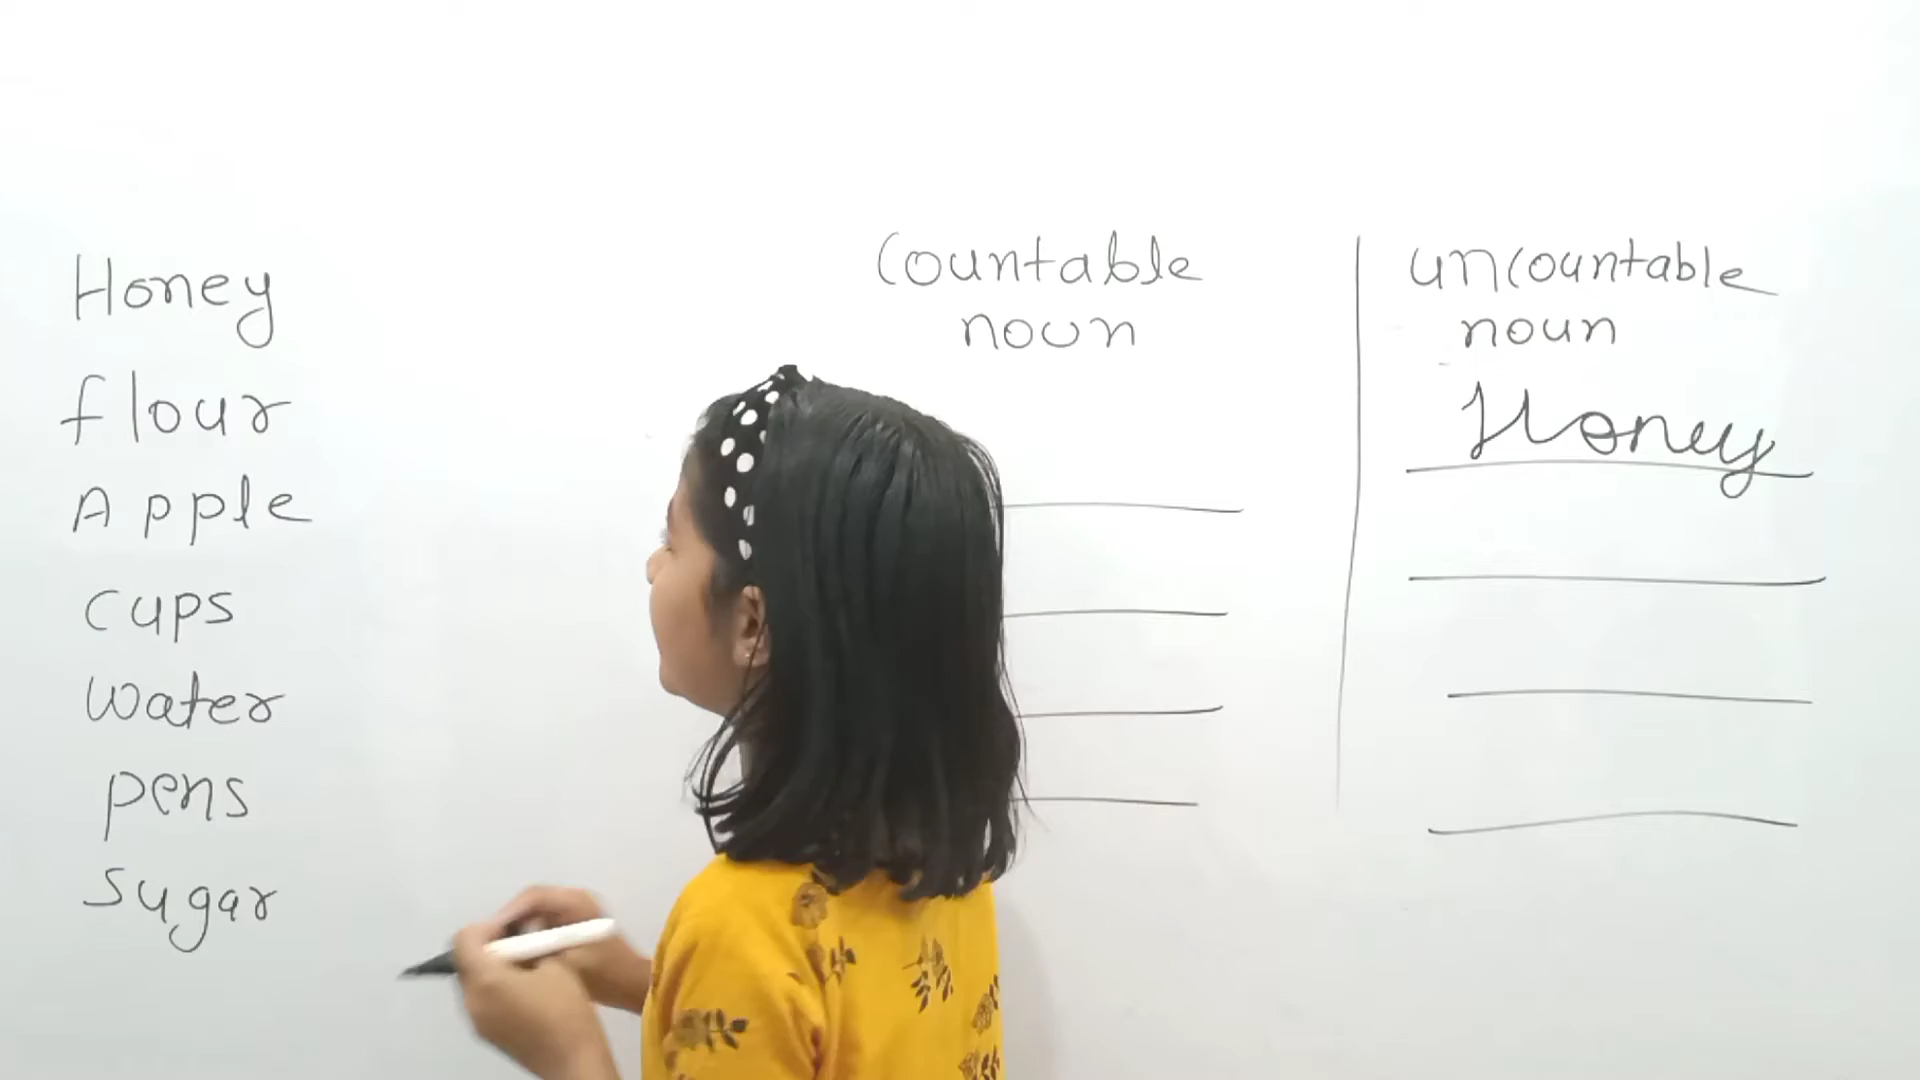 Honey
flour
Apple
cups
water
pens
sugar
Countable
noun
uncountable
noun
Honey